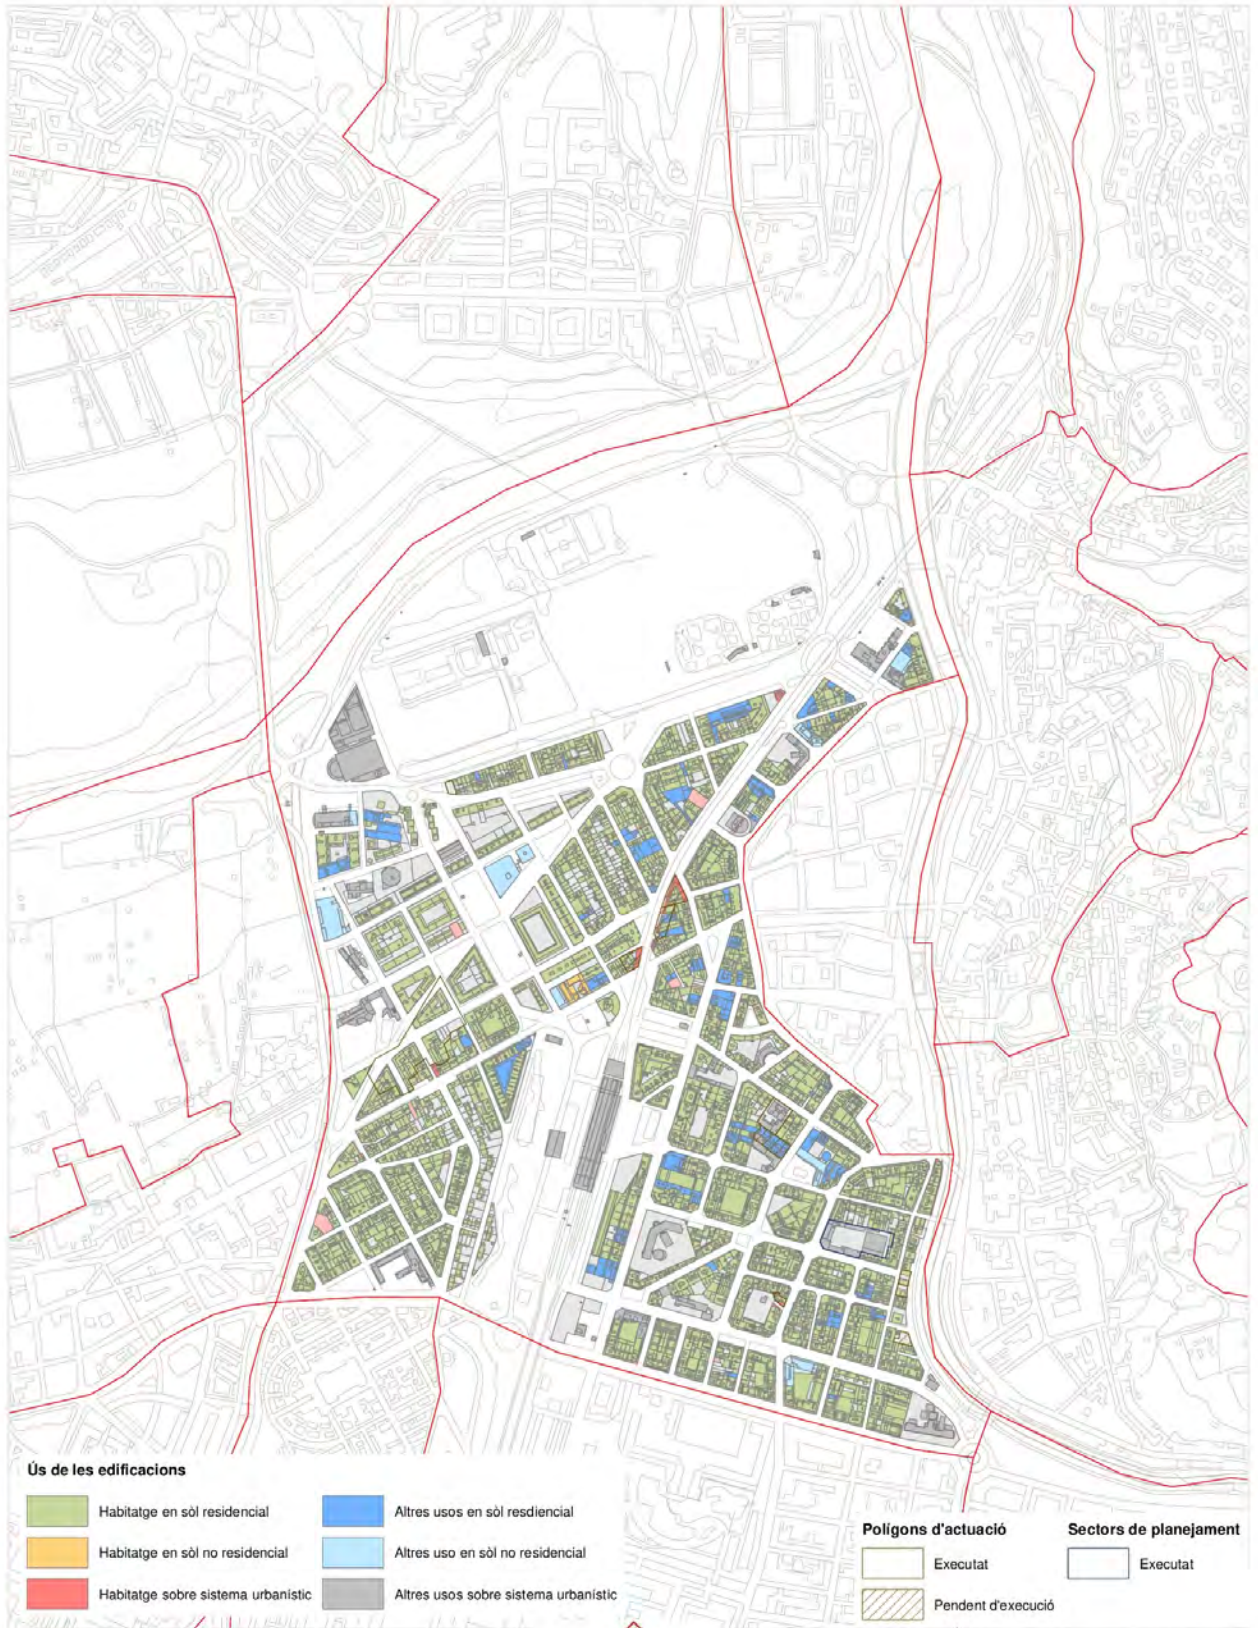 Ús de les edificacions
Habitatge en sòl residencial
Altres usos en sòl resdiencial
Habitatge en sòl no residencial
Altres uso en sòl no residencial
Habitatge sobre sistema urbanístic
Altres usos sobre sistema urbanístic
Polígons d'actuació
Sectors de planejament
Executat
Executat
Pendent d'execució